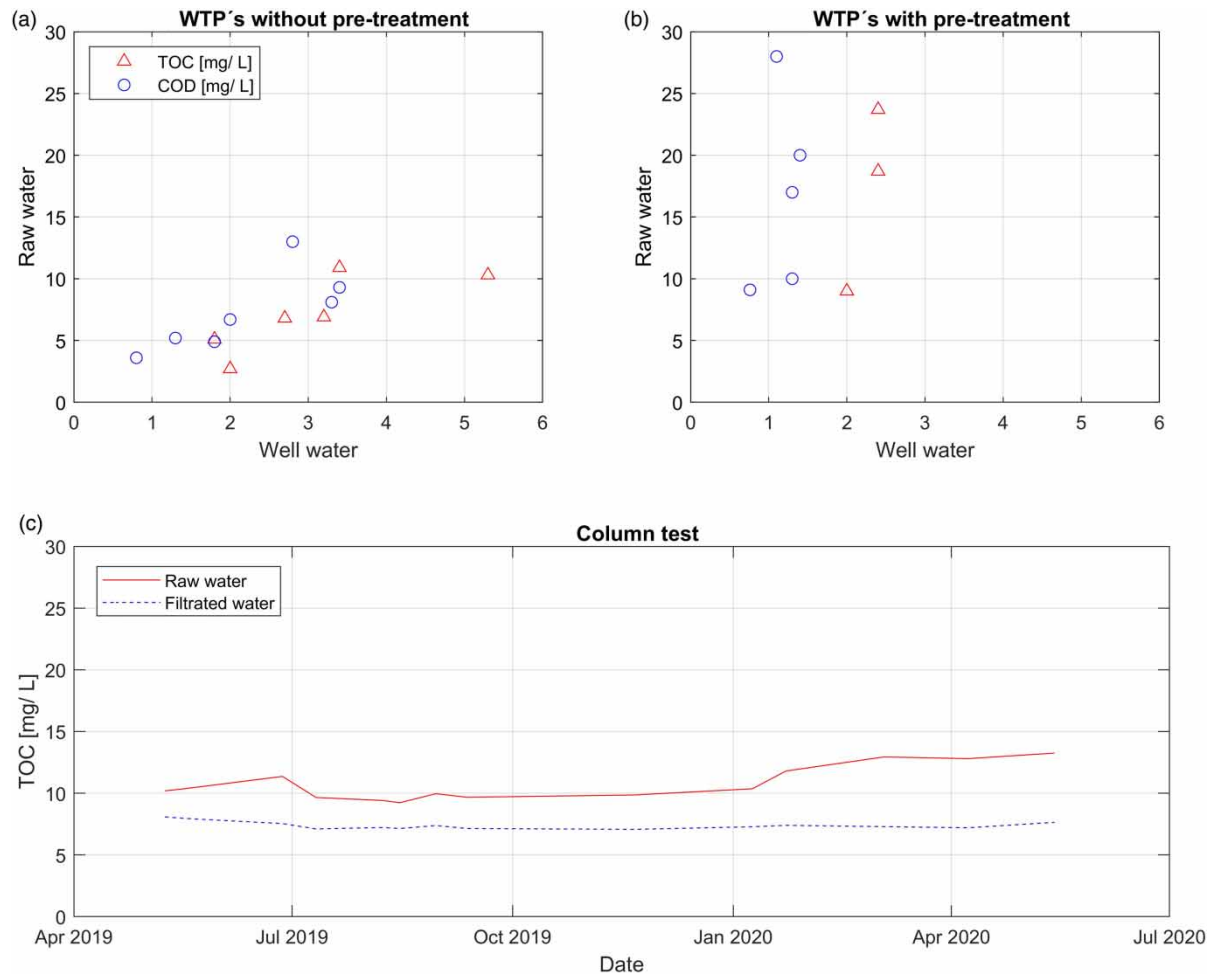 (a)
WTP´s without pre-treatment
30
25
20
15
10
5
0
Raw water
TOC [mg/ L]
COD [mg/ L]
0 1 2 3 4 5 6
Well water
(b)
WTP´s with pre-treatment
30
25
20
15
10
5
0
Raw water
0 1 2 3 4 5 6
Well water
(c)
Column test
30
25
20
15
10
5
0
TOC [mg/ L]
Raw water
Filtrated water
Apr 2019 Jul 2019 Oct 2019 Jan 2020 Apr 2020 Jul 2020
Date